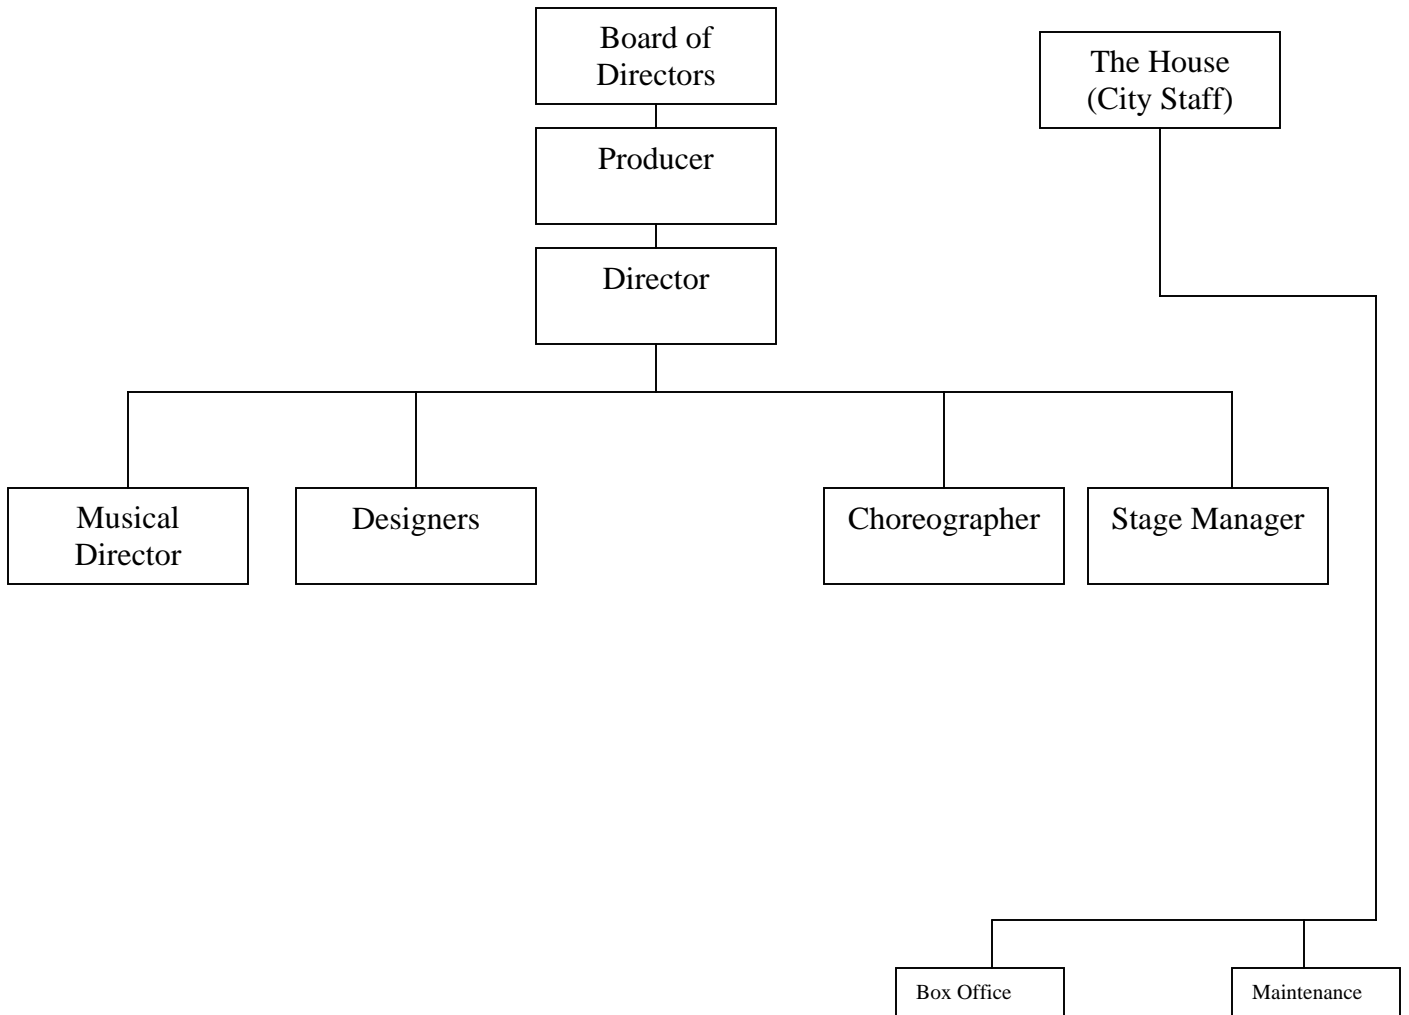 Board of
Directors
The House
(City Staff)
Producer
Director
Musical
Director
Designers
Choreographer
Stage Manager
Box Office
Maintenance